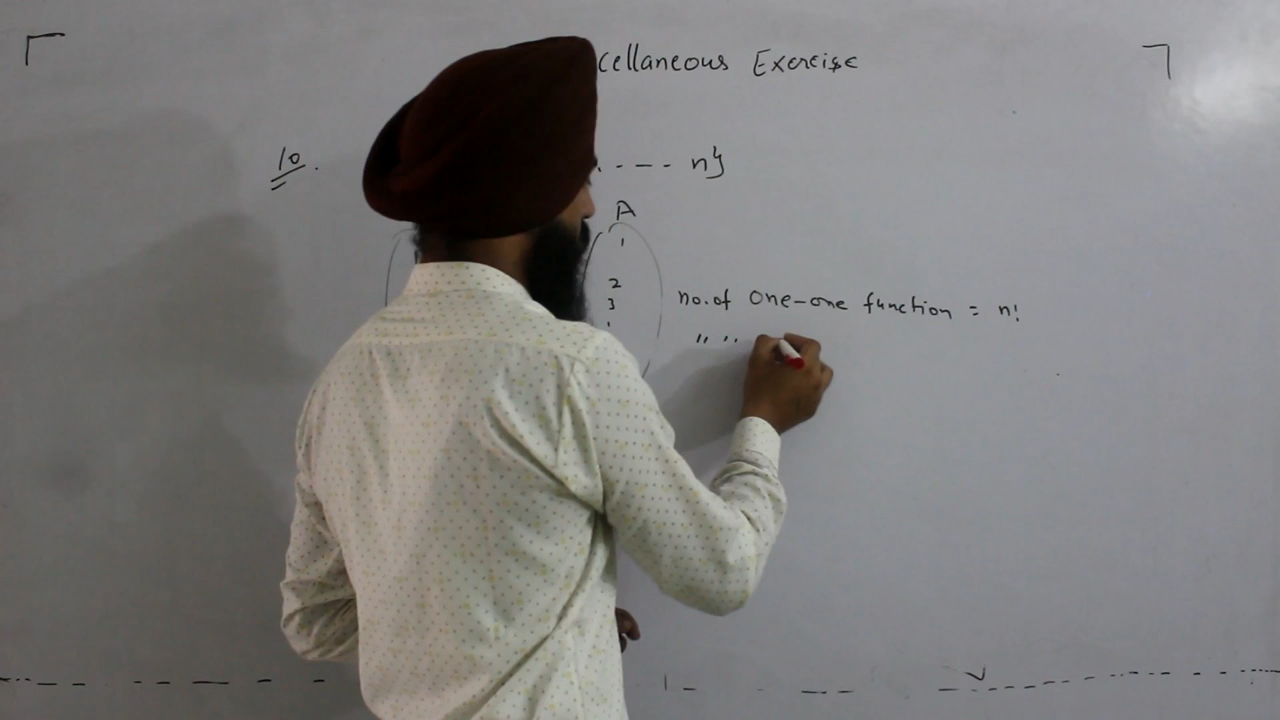 cellaneous Exercise
10.
. - - - - n}
A
1
2
3
no. of one-one function = n!
" "